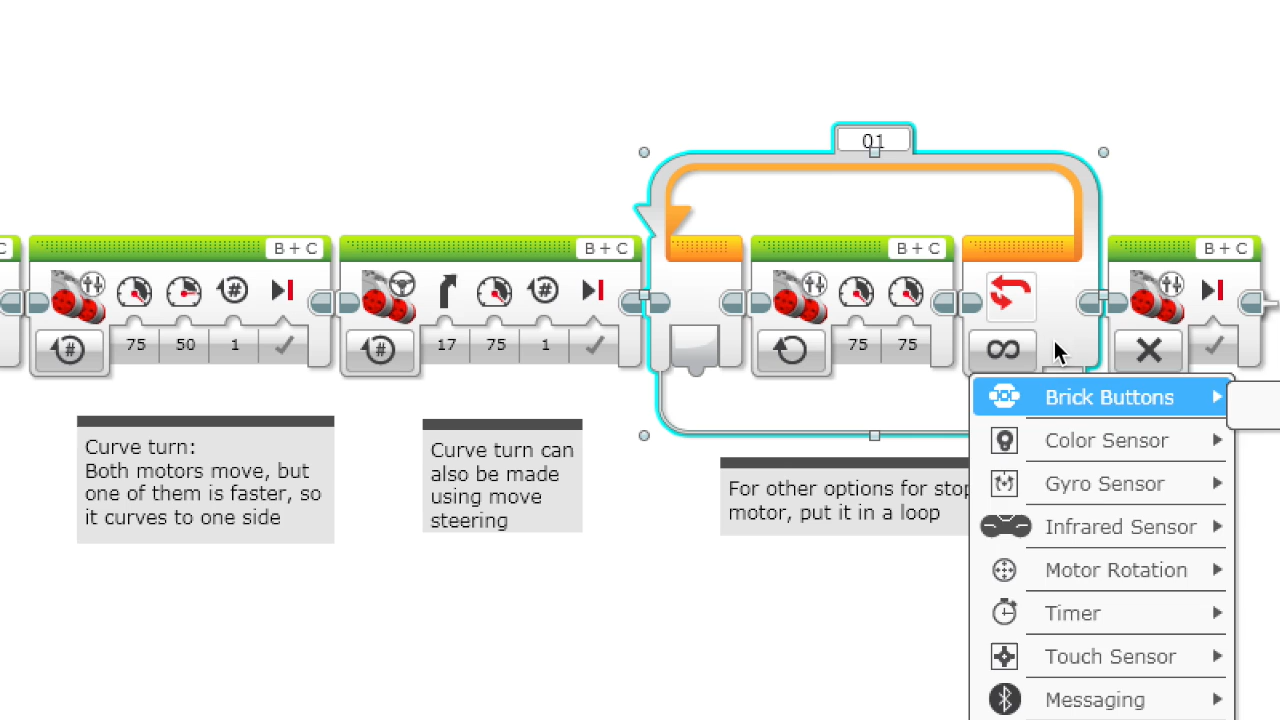 01
C
B + C
B + C
B + C
B + C
#
75
50
1
#
17
75
1
75
75
Curve turn:
Both motors move, but
one of them is faster, so
it curves to one side
Curve turn can
also be made
using move
steering
For other options for stop
motor, put it in a loop
Brick Buttons
Color Sensor
Gyro Sensor
Infrared Sensor
Motor Rotation
Timer
Touch Sensor
Messaging